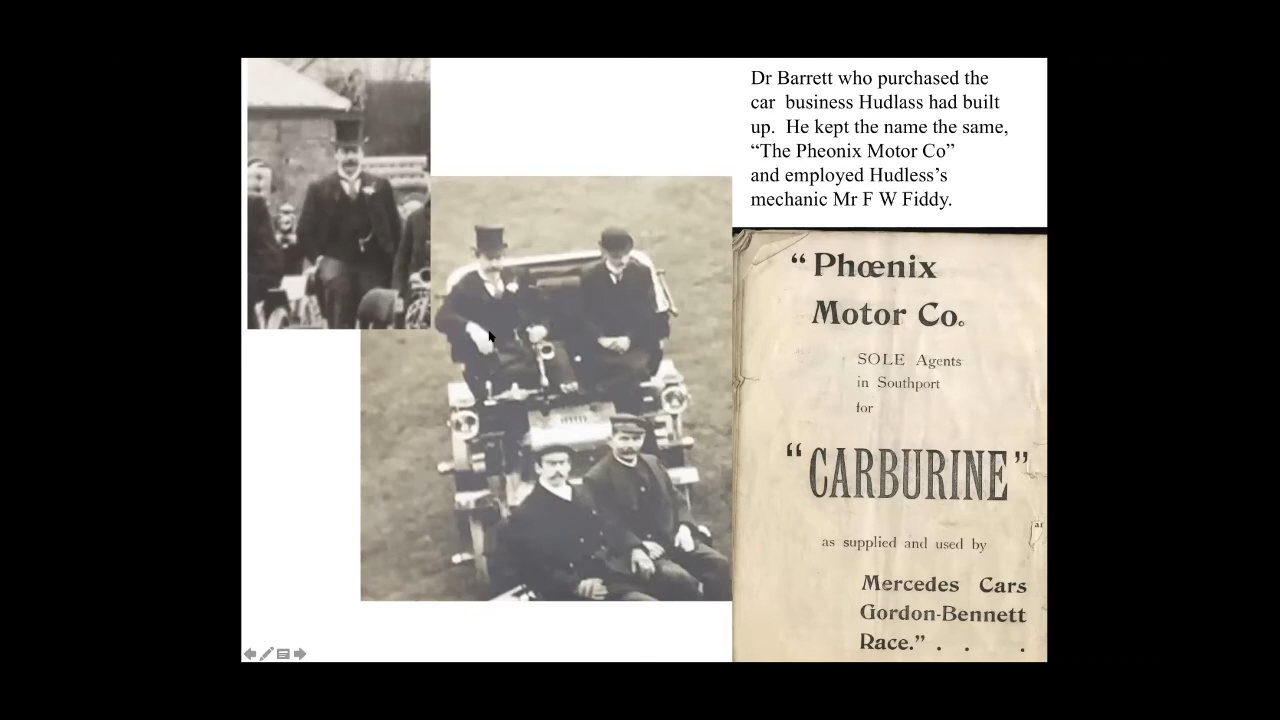 Dr Barrett who purchased the
car business Hudlass had built
up. He kept the name the same,
“The Pheonix Motor Co”
and employed Hudless’s
mechanic Mr F W Fiddy.
“Phœnix
Motor Co.
SOLE Agents
in Southport
for
“CARBURINE”
as supplied and used by
Mercedes Cars
Gordon-Bennett
Race.” . . .